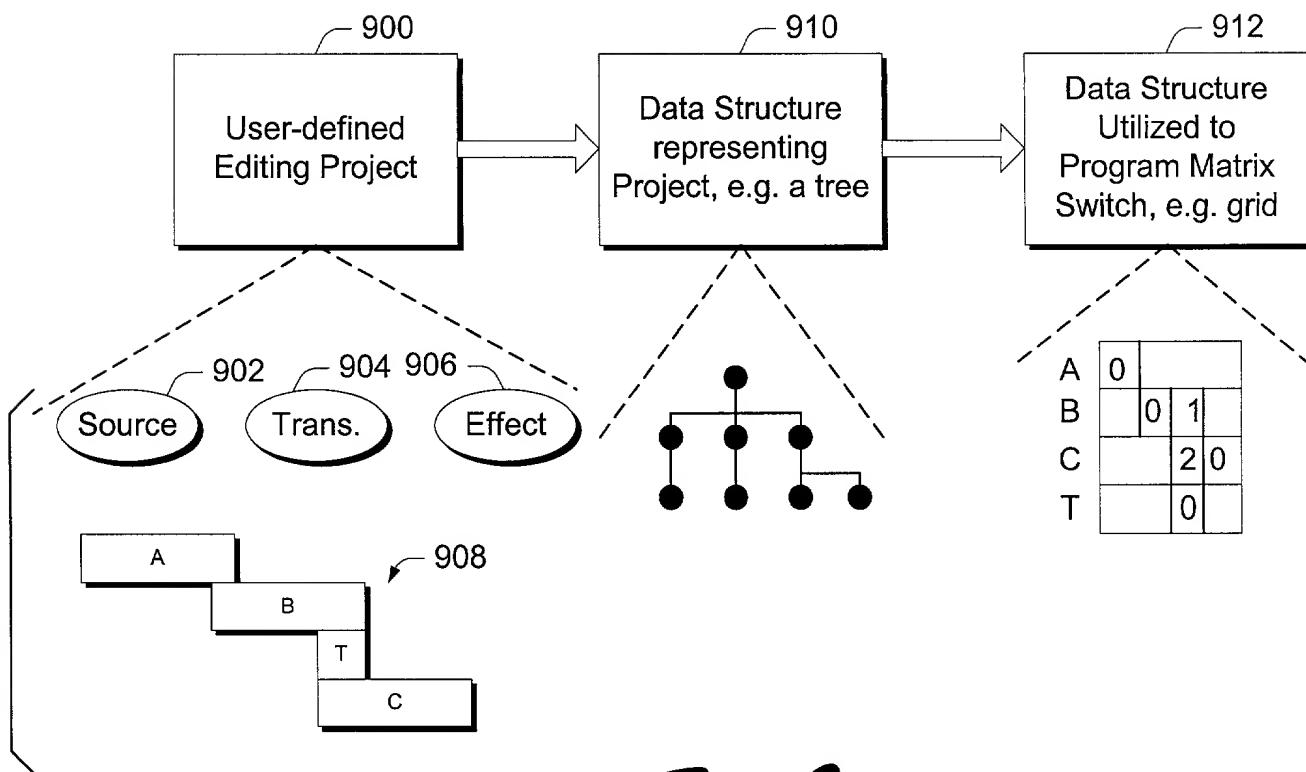 900
910
912
User-defined
Editing Project
Data Structure
representing
Project, e.g. a tree
Data Structure
Utilized to
Program Matrix
Switch, e.g. grid
902
904
906
Source
Trans.
Effect
A 0
B 0 1
C 2 0
T 0
908
A
B
T
C